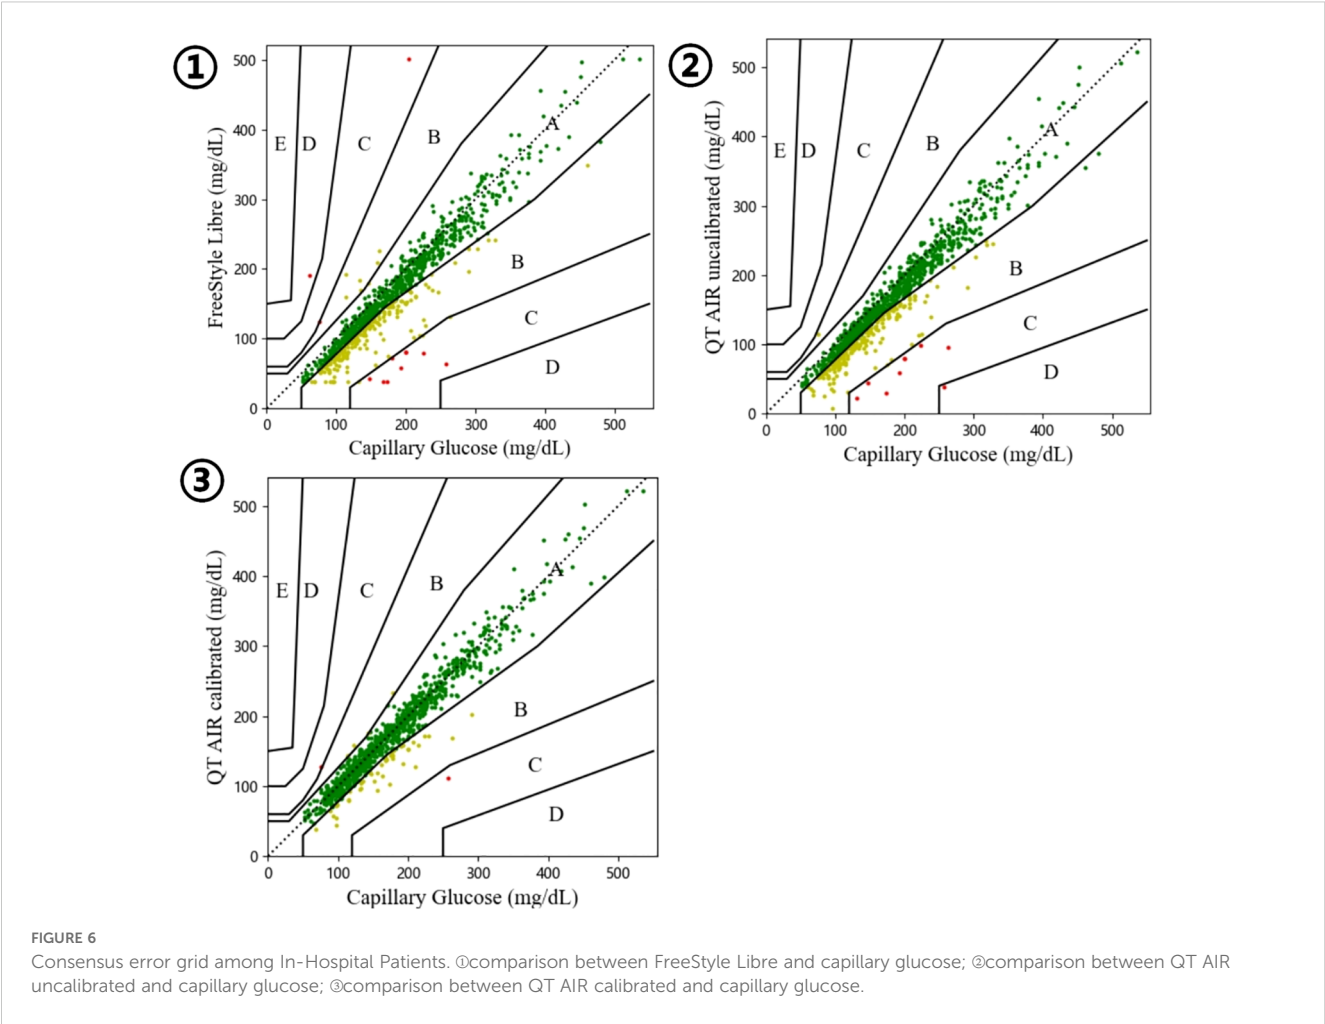 ①
FreeStyle Libre (mg/dL)
500
400
300
200
100
0
E D C B A
B
C
D
0 100 200 300 400 500
Capillary Glucose (mg/dL)
②
QT AIR uncalibrated (mg/dL)
500
400
300
200
100
0
E D C B A
B
C
D
0 100 200 300 400 500
Capillary Glucose (mg/dL)
③
QT AIR calibrated (mg/dL)
500
400
300
200
100
0
E D C B A
B
C
D
0 100 200 300 400 500
Capillary Glucose (mg/dL)
FIGURE 6
Consensus error grid among In-Hospital Patients. ①comparison between FreeStyle Libre and capillary glucose; ②comparison between QT AIR
uncalibrated and capillary glucose; ③comparison between QT AIR calibrated and capillary glucose.